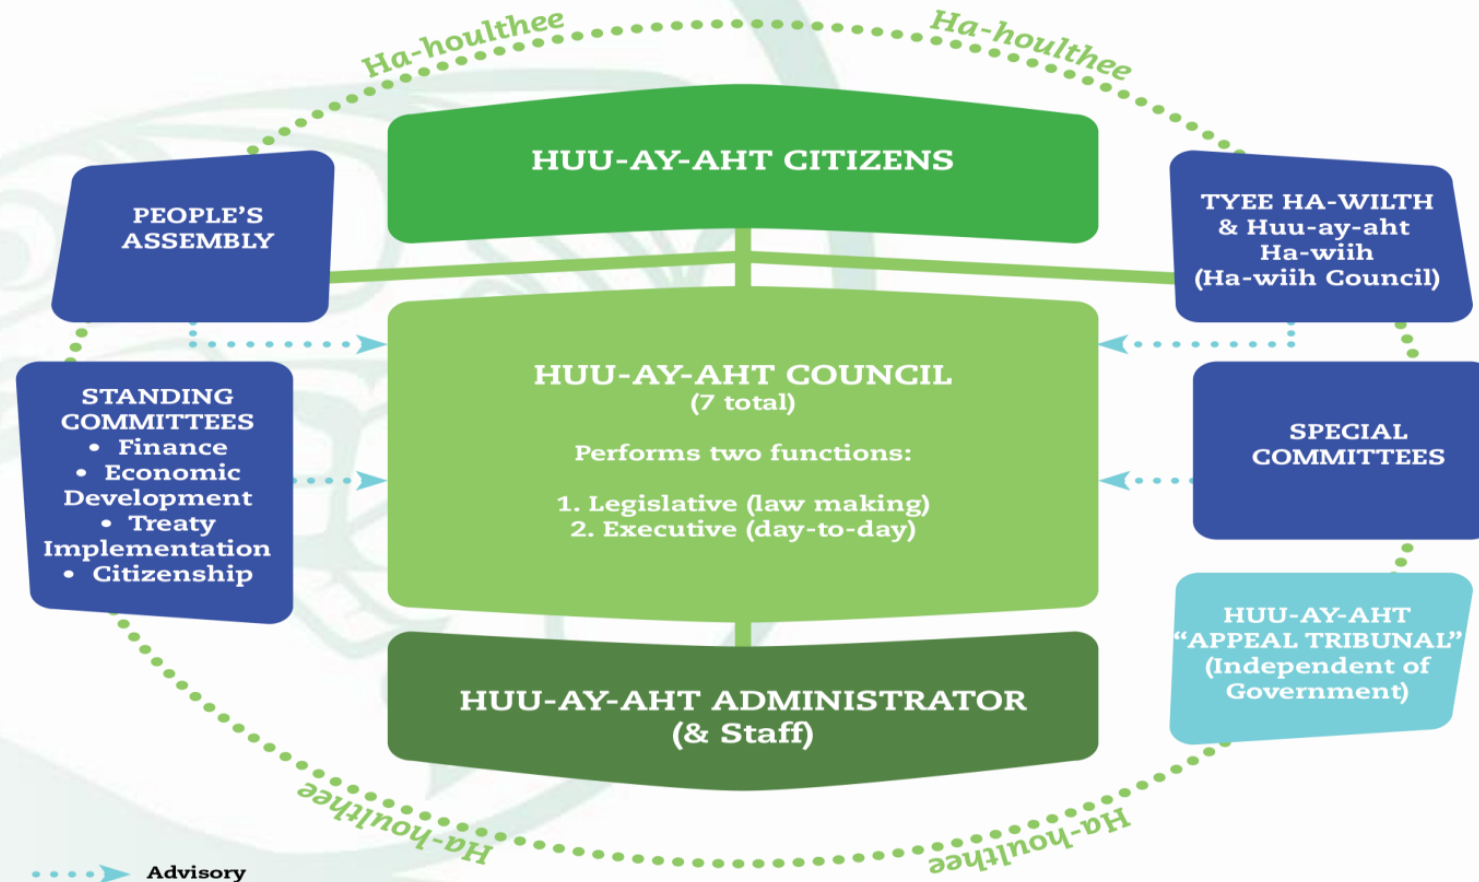 Ha-houlthee
Ha-houlthee
HUU-AY-AHT CITIZENS
PEOPLE'S
ASSEMBLY
TYEE HA-WILTH
& Huu-ay-aht
Ha-wiih
(Ha-wiih Council)
HUU-AY-AHT COUNCIL
(7 total)
Performs two functions:
1. Legislative (law making)
2. Executive (day-to-day)
STANDING
COMMITTEES
• Finance
• Economic
Development
• Treaty
Implementation
• Citizenship
SPECIAL
COMMITTEES
HUU-AY-AHT
“APPEAL TRIBUNAL”
(Independent of
Government)
HUU-AY-AHT ADMINISTRATOR
(& Staff)
Ha-houlthee
Ha-houlthee
Advisory